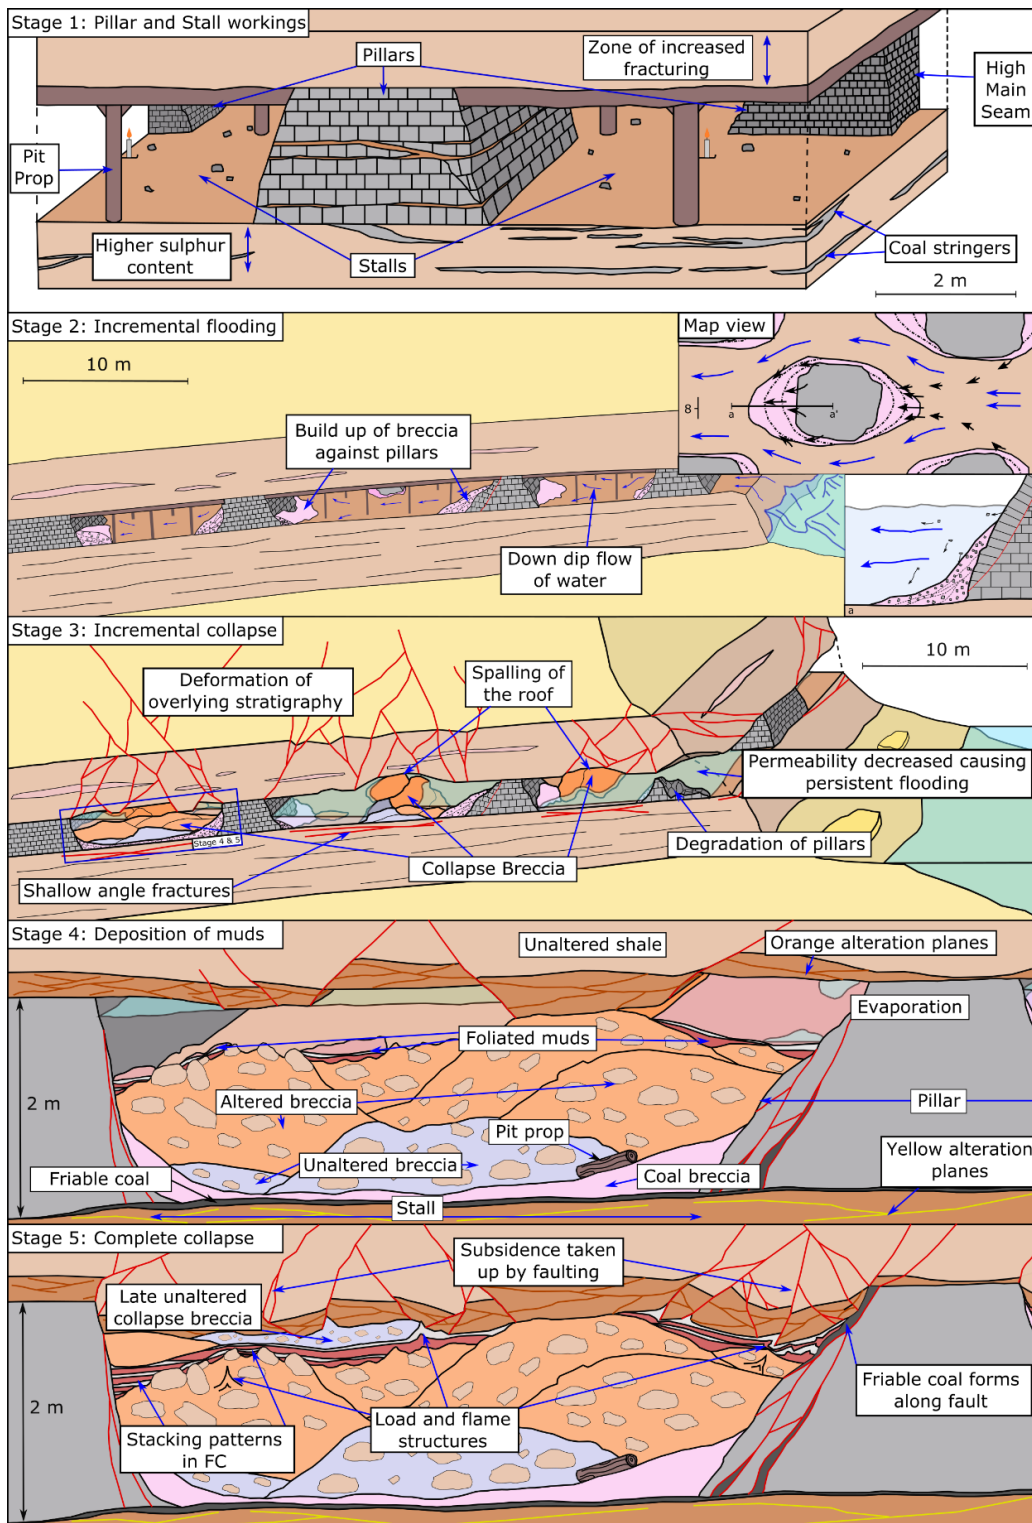 Stage 1: Pillar and Stall workings
Pillars
Zone of increased
fracturing
High
Main
Seam
Pit
Prop
Higher sulphur
content
Stalls
Coal stringers
2 m
Stage 2: Incremental flooding
10 m
Map view
8
a
a'
Build up of breccia
against pillars
Down dip flow
of water
a
Stage 3: Incremental collapse
10 m
Deformation of
overlying stratigraphy
Spalling of
the roof
Permeability decreased causing
persistent flooding
Stage 4 & 5
Degradation of pillars
Collapse Breccia
Shallow angle fractures
Stage 4: Deposition of muds
Unaltered shale
Orange alteration planes
Evaporation
Foliated muds
2 m
Altered breccia
Pillar
Pit prop
Unaltered breccia
Friable coal
Coal breccia
Yellow alteration
planes
Stall
Stage 5: Complete collapse
Subsidence taken
up by faulting
Late unaltered
collapse breccia
2 m
Friable coal forms
along fault
Load and flame
structures
Stacking patterns
in FC